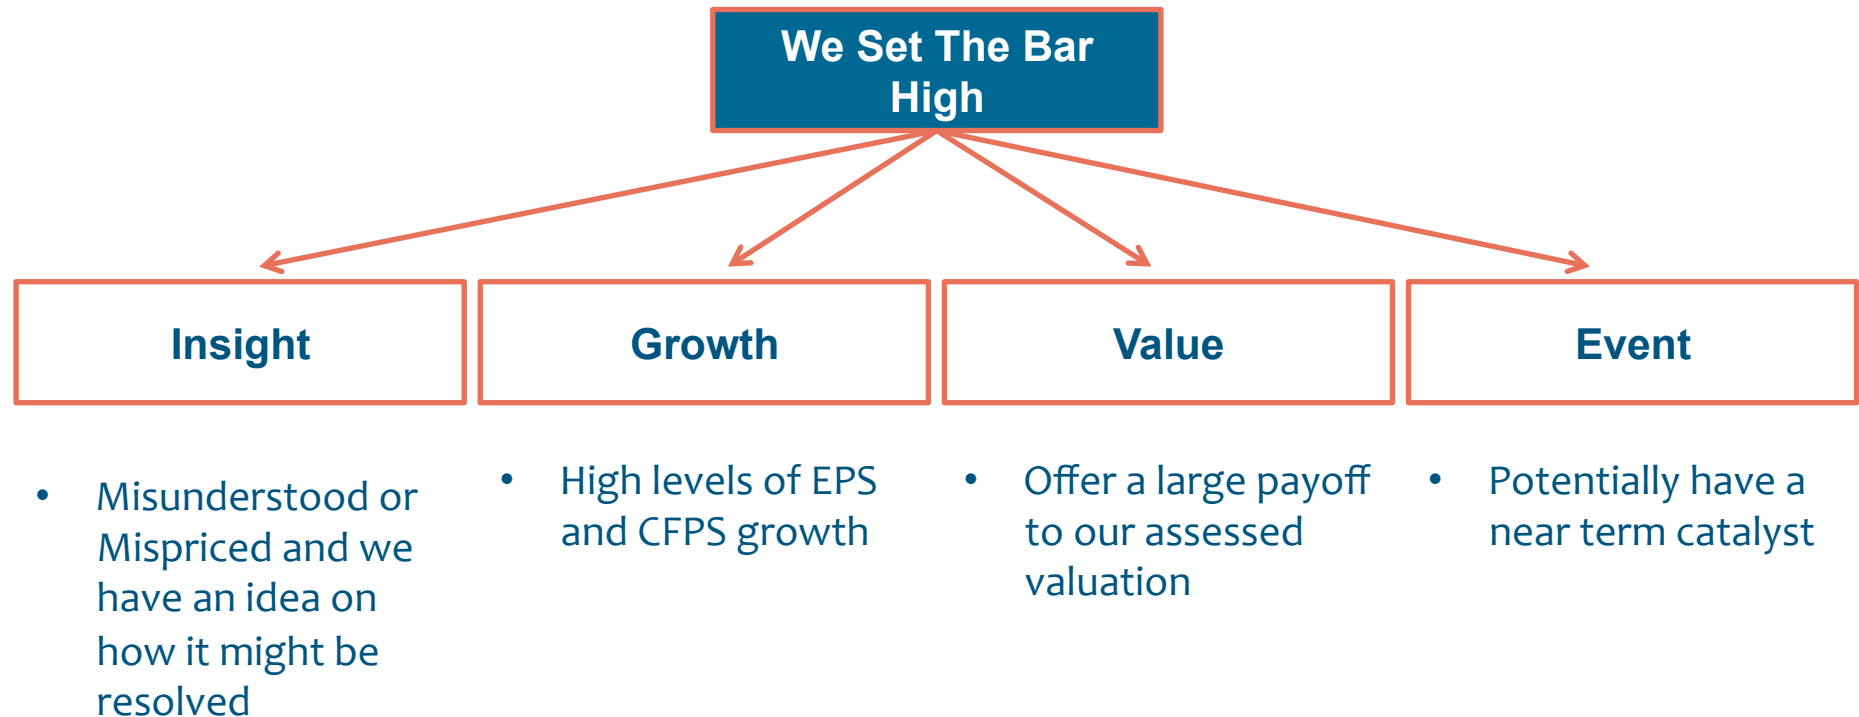 We Set The Bar
High
Insight
Growth
Value
Event
• Misunderstood or
Mispriced and we
have an idea on
how it might be
resolved
• High levels of EPS
and CFPS growth
• Offer a large payoff
to our assessed
valuation
• Potentially have a
near term catalyst